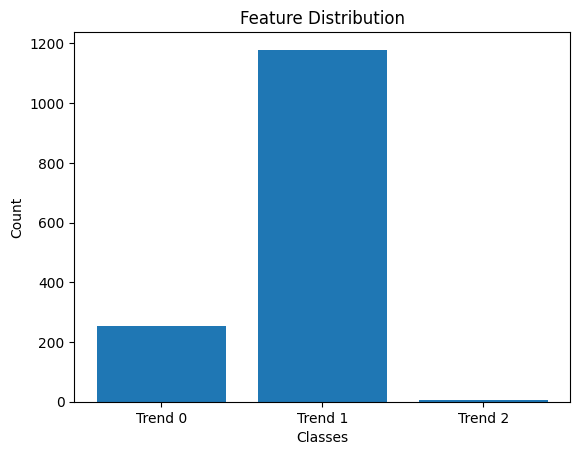 Feature Distribution
1200
1000
800
600
400
200
0
Count
Trend 0
Trend 1
Trend 2
Classes